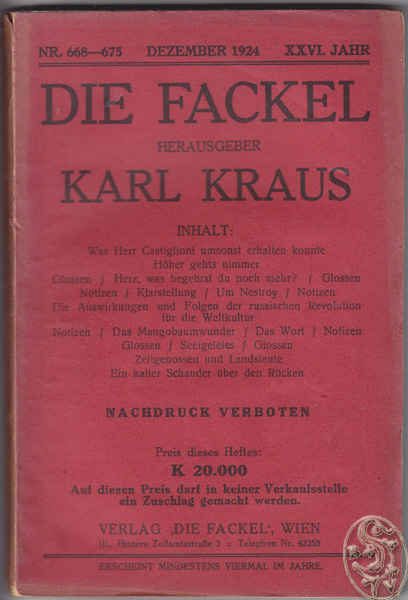 NR. 668—675 DEZEMBER 1924 XXVI. JAHR
DIE FACKEL
HERAUSGEBER
KARL KRAUS
INHALT:
Was Herr Castiglioni umsonst erhalten konnte
Höher gehts nimmer
Glossen / Herz, was begehrst du noch mehr? / Glossen
Notizen / Klarstellung / Um Nestroy / Notizen
Die Auswirkungen und Folgen der russischen Revolution
für die Weltkultur
Notizen / Das Mangobaumwunder / Das Wort / Notizen
Glossen / Seeigeleies / Glossen
Zeitgenossen und Landsleute
Ein kalter Schauder über den Rücken
NACHDRUCK VERBOTEN
Preis dieses Heftes:
K 20.000
Auf diesen Preis darf in keiner Verkaufsstelle
ein Zuschlag gemacht werden.
VERLAG ‚DIE FACKEL', WIEN
III., Hintere Zollamtsstraße 3 :: Telephon Nr. 42255
ERSCHEINT MINDESTENS VIERMAL IM JAHRE.